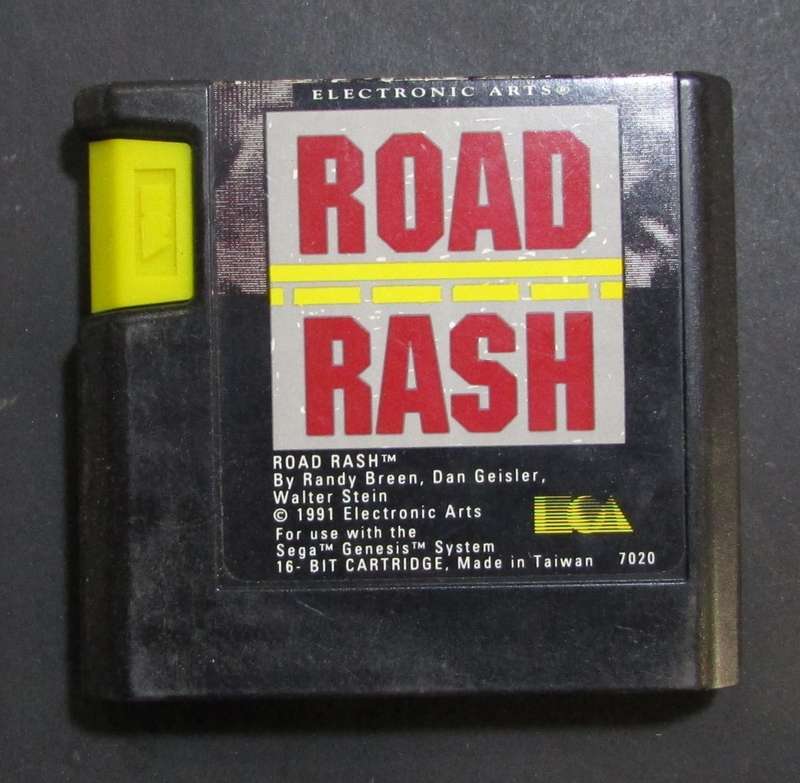 ELECTRONIC ARTS®
ROAD
RASH
ROAD RASH™
By Randy Breen, Dan Geisler,
Walter Stein
© 1991 Electronic Arts
For use with the
Sega™ Genesis™ System
16- BIT CARTRIDGE, Made in Taiwan 7020